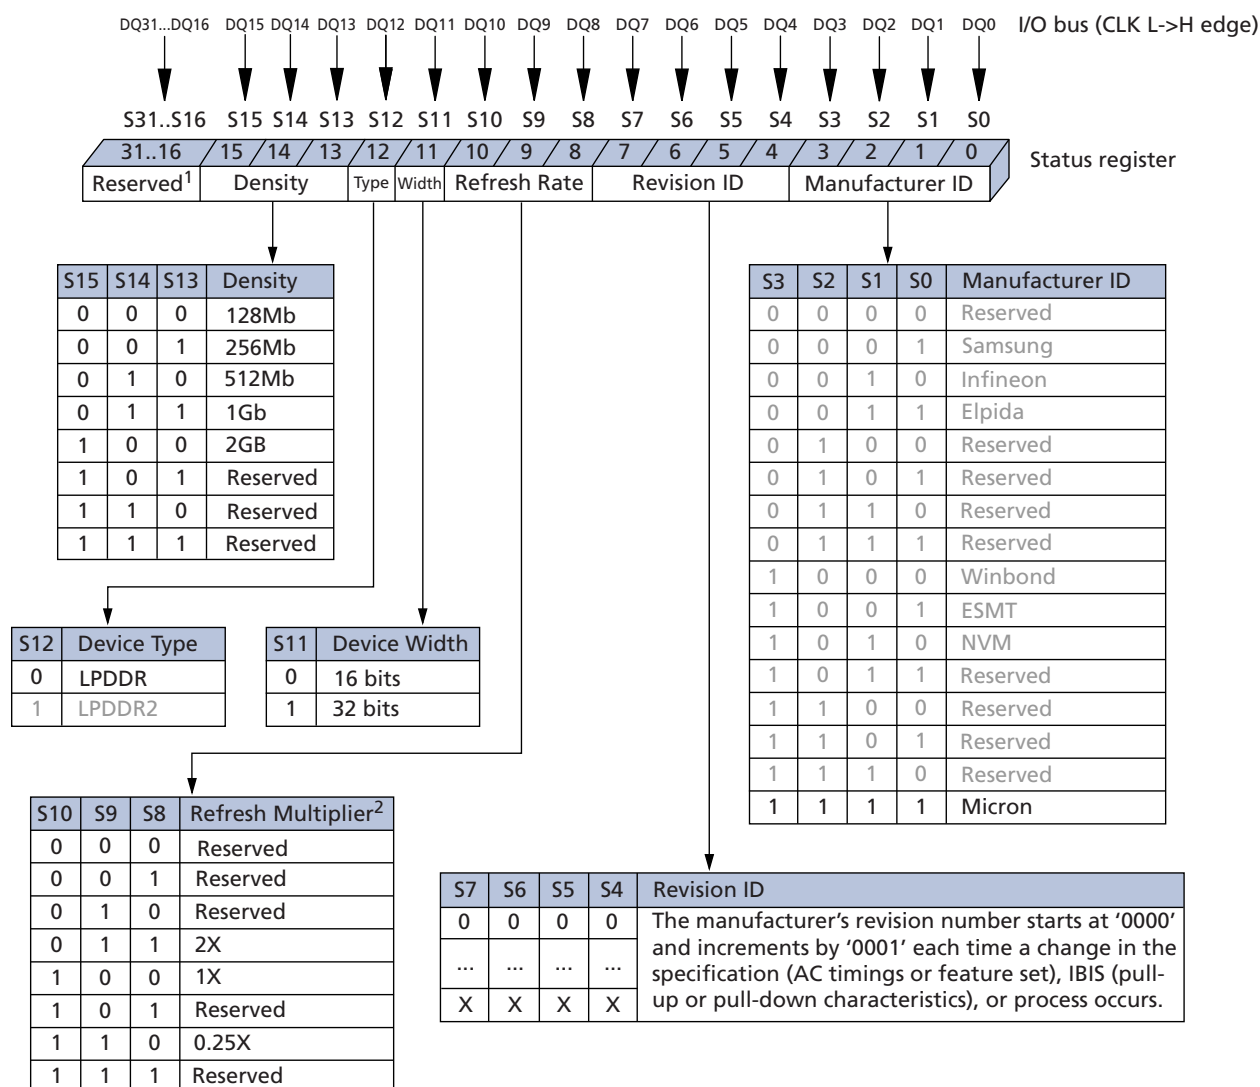 DQ31...DQ16 DQ15 DQ14 DQ13 DQ12 DQ11 DQ10 DQ9 DQ8 DQ7 DQ6 DQ5 DQ4 DQ3 DQ2 DQ1 DQ0 I/O bus (CLK L->H edge)
S31..S16 S15 S14 S13 S12 S11 S10 S9 S8 S7 S6 S5 S4 S3 S2 S1 S0
31..16 15 14 13 12 11 10 9 8 7 6 5 4 3 2 1 0 Status register
Reserved1 Density Type Width Refresh Rate Revision ID Manufacturer ID
S15 S14 S13 Density
0 0 0 128Mb
0 0 1 256Mb
0 1 0 512Mb
0 1 1 1Gb
1 0 0 2GB
1 0 1 Reserved
1 1 0 Reserved
1 1 1 Reserved
S3 S2 S1 S0 Manufacturer ID
0 0 0 0 Reserved
0 0 0 1 Samsung
0 0 1 0 Infineon
0 0 1 1 Elpida
0 1 0 0 Reserved
0 1 0 1 Reserved
0 1 1 0 Reserved
0 1 1 1 Reserved
1 0 0 0 Winbond
1 0 0 1 ESMT
1 0 1 0 NVM
1 0 1 1 Reserved
1 1 0 0 Reserved
1 1 0 1 Reserved
1 1 1 0 Reserved
1 1 1 1 Micron
S12 Device Type
0 LPDDR
1 LPDDR2
S11 Device Width
0 16 bits
1 32 bits
S10 S9 S8 Refresh Multiplier2
0 0 0 Reserved
0 0 1 Reserved
0 1 0 Reserved
0 1 1 2X
1 0 0 1X
1 0 1 Reserved
1 1 0 0.25X
1 1 1 Reserved
S7 S6 S5 S4 Revision ID
0 0 0 0
... ... ... ...
X X X X
The manufacturer's revision number starts at '0000'
and increments by '0001' each time a change in the
specification (AC timings or feature set), IBIS (pull-
up or pull-down characteristics), or process occurs.